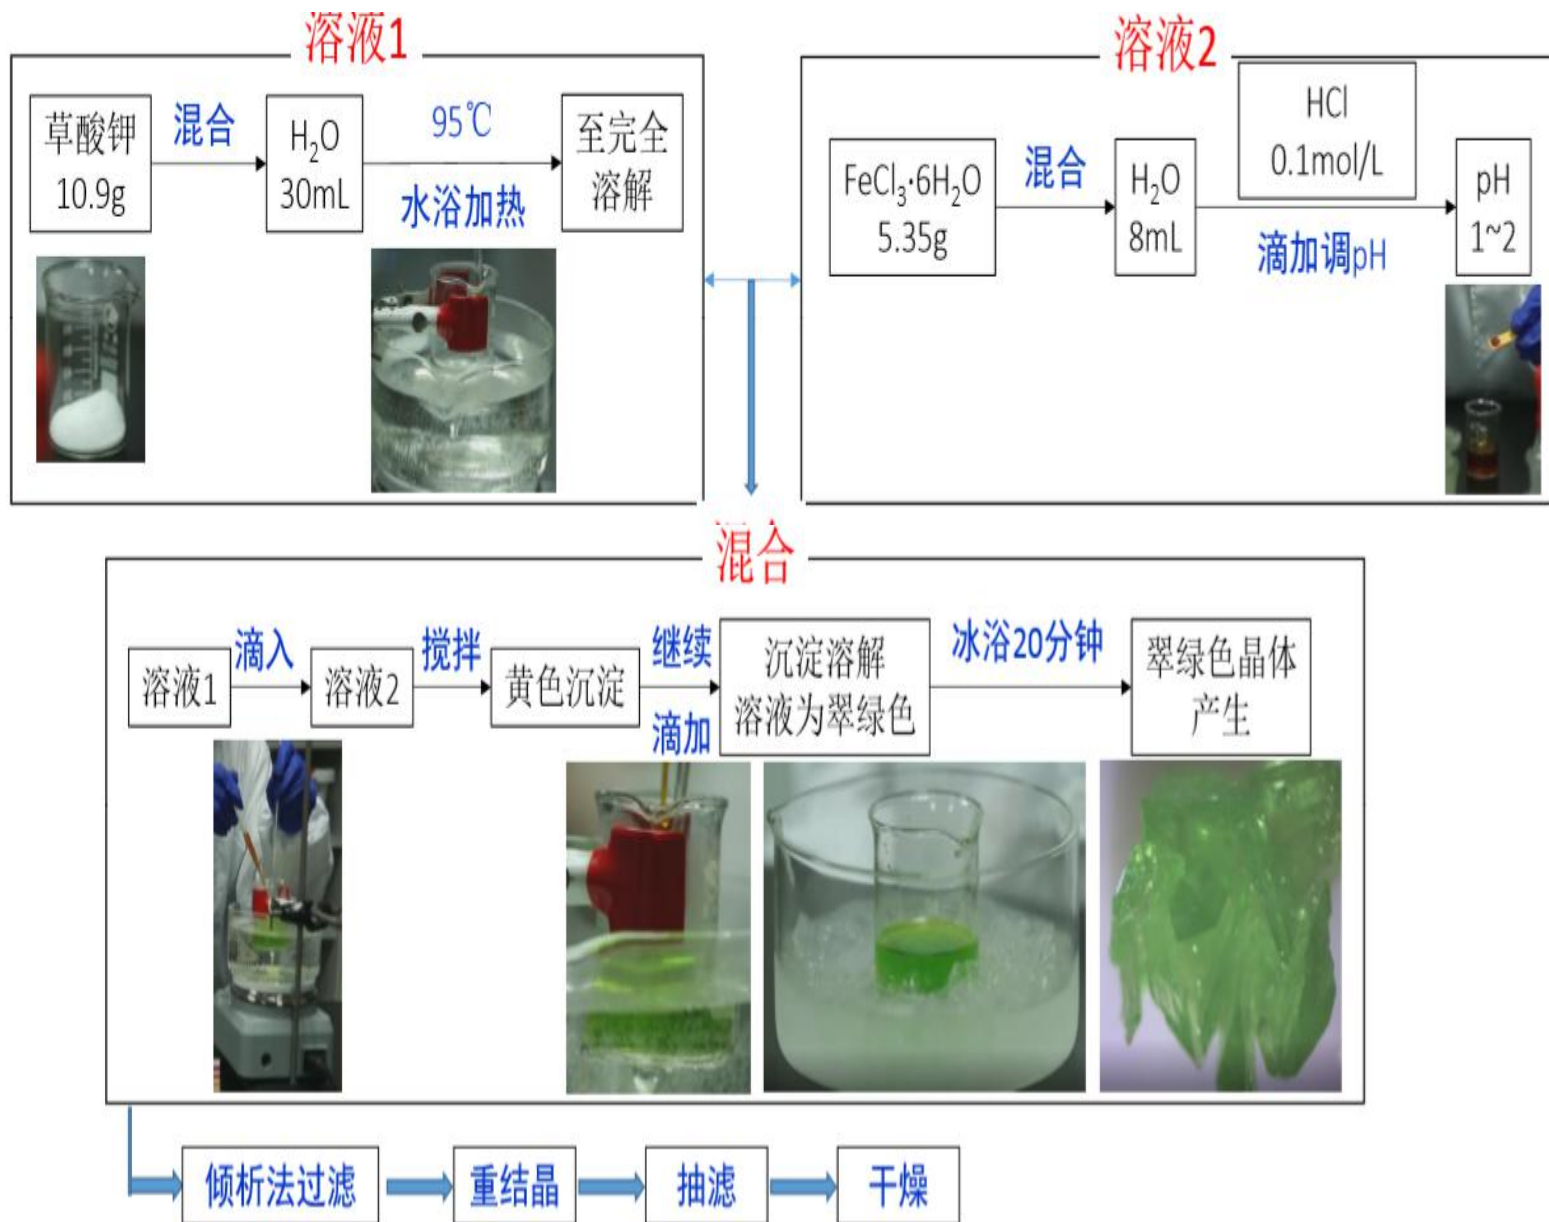 溶液1
草酸钾
10.9g
混合
H₂O
30mL
95℃
水浴加热
至完全
溶解
溶液2
FeCl₃·6H₂O
5.35g
混合
H₂O
8mL
HCl
0.1mol/L
滴加调pH
pH
1~2
混合
溶液1
滴入
溶液2
搅拌
黄色沉淀
继续
滴加
沉淀溶解
溶液为翠绿色
冰浴20分钟
翠绿色晶体
产生
倾析法过滤
重结晶
抽滤
干燥